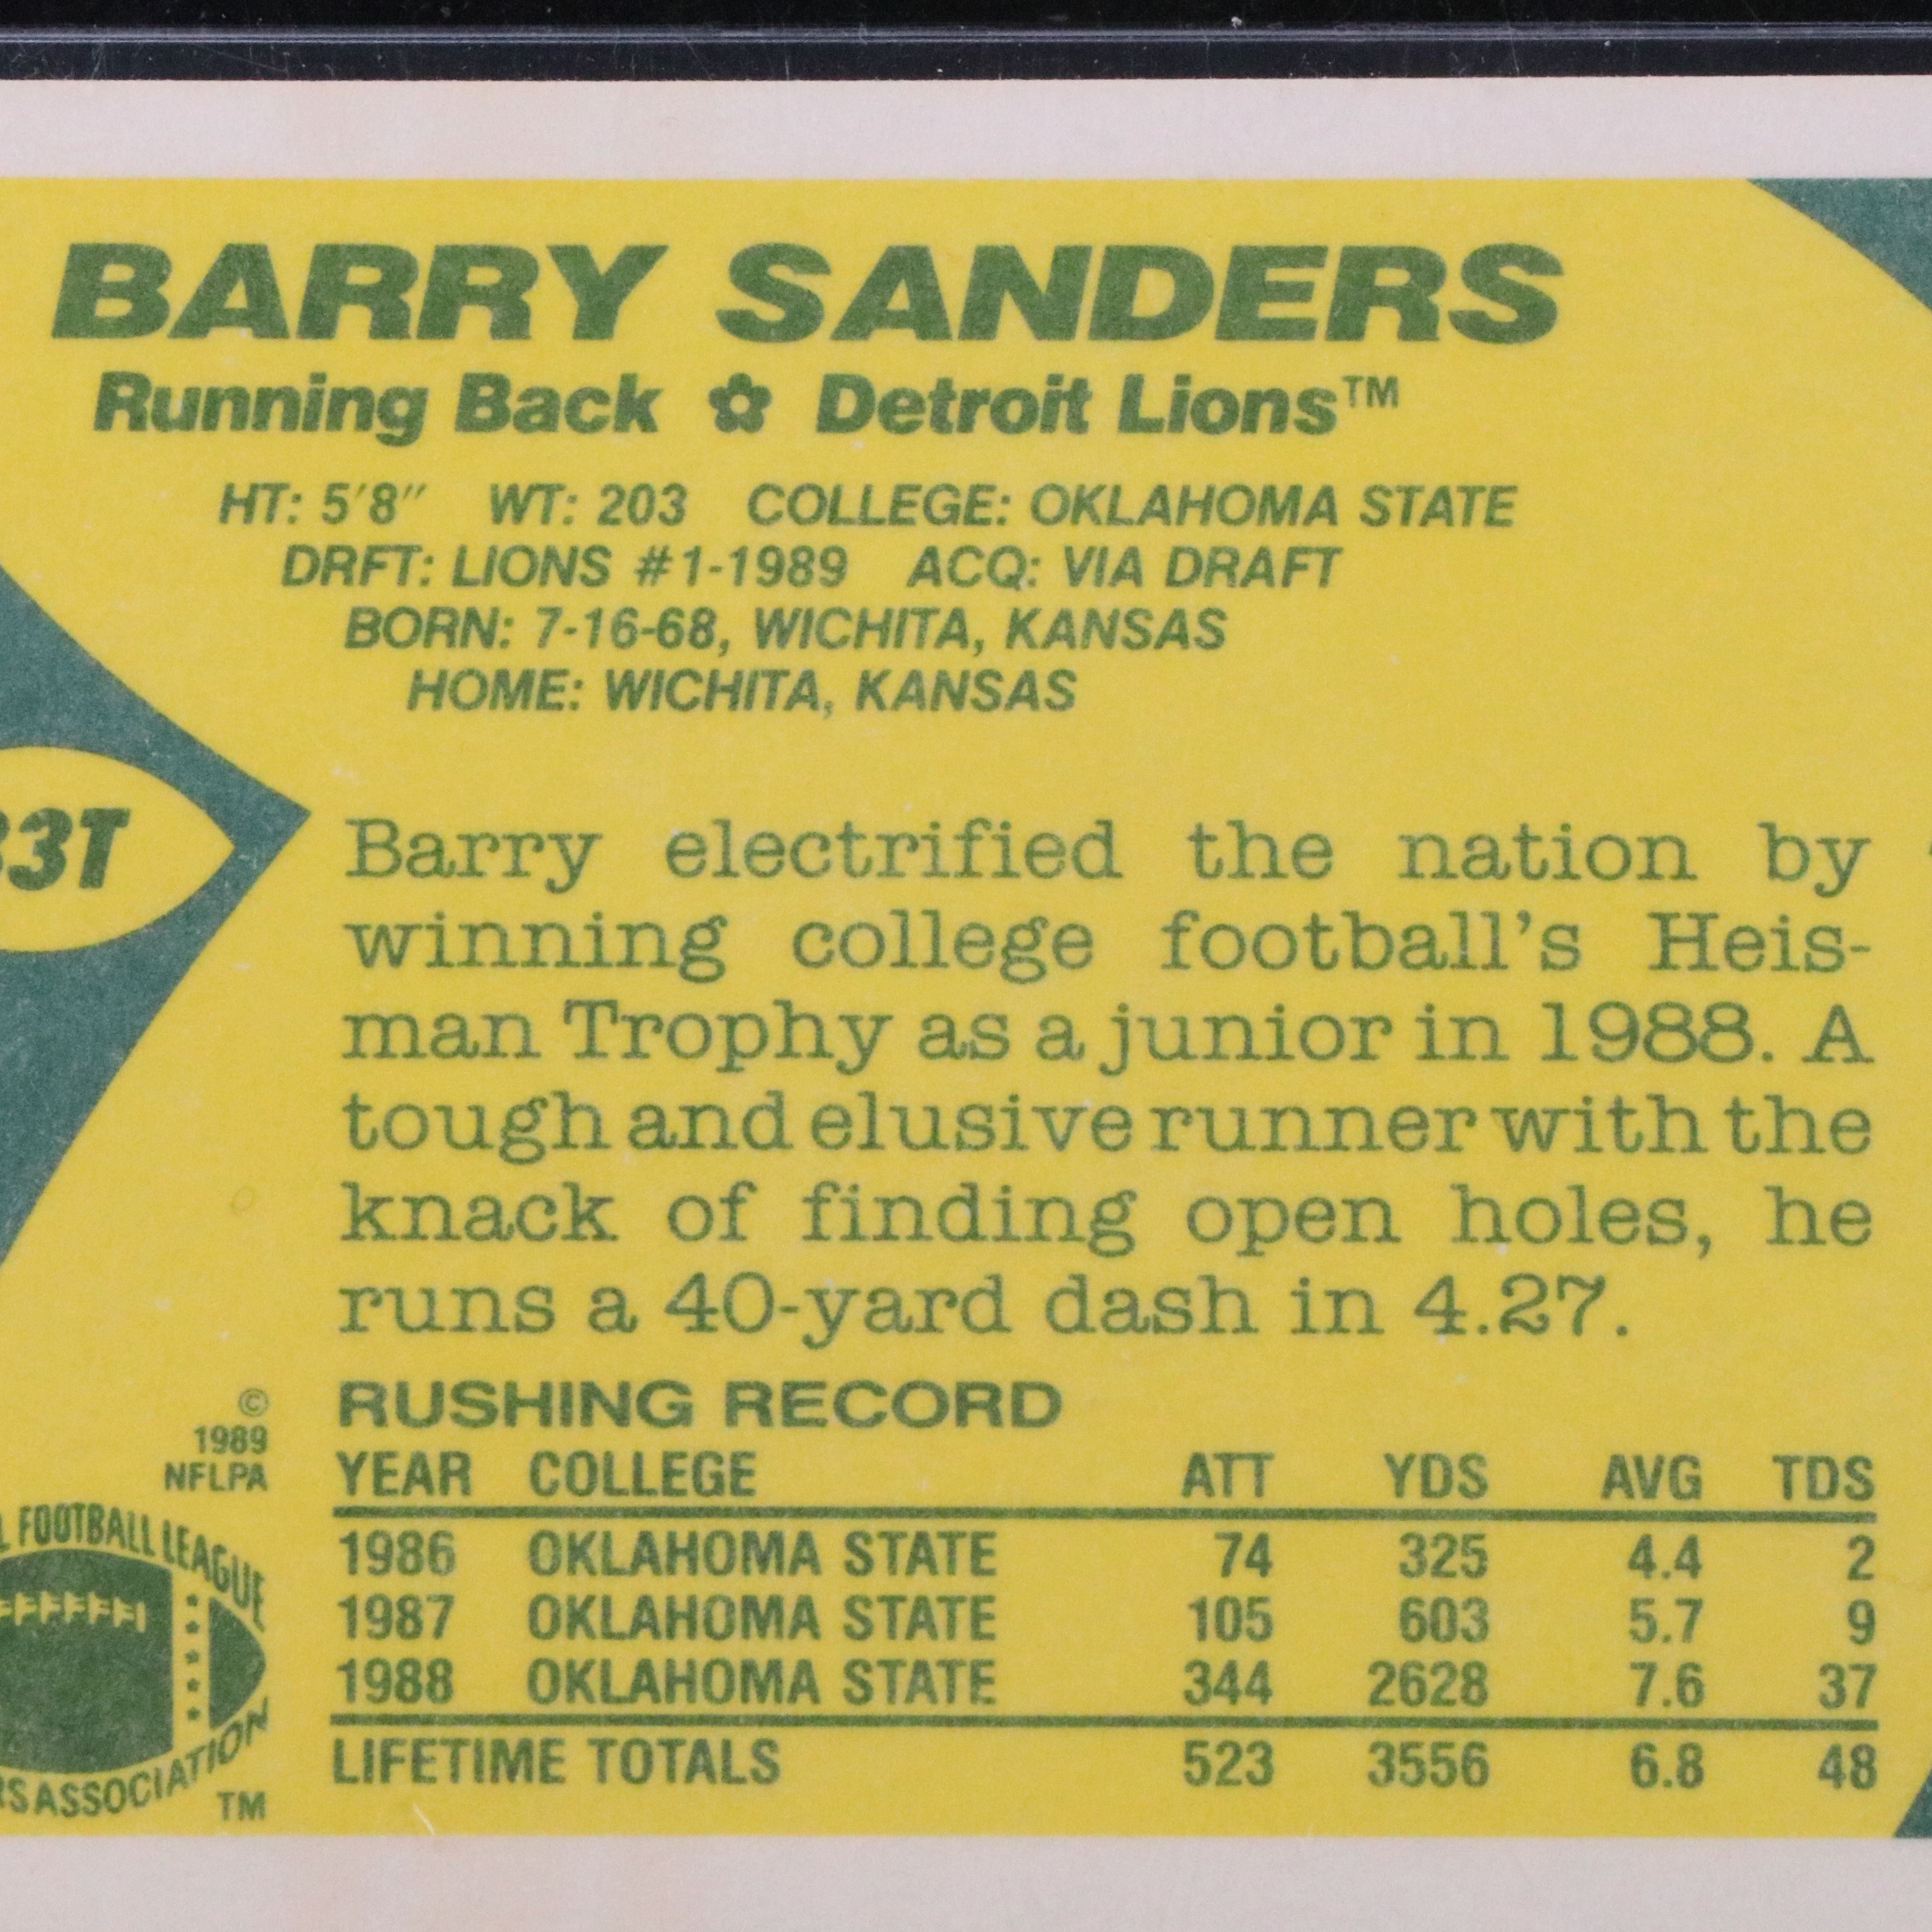 BARRY SANDERS
Running Back ✿ Detroit Lions™
HT: 5'8" WT: 203 COLLEGE: OKLAHOMA STATE
DRFT: LIONS #1-1989 ACQ: VIA DRAFT
BORN: 7-16-68, WICHITA, KANSAS
HOME: WICHITA, KANSAS
3T
Barry electrified the nation by
winning college football's Heis-
man Trophy as a junior in 1988. A
tough and elusive runner with the
knack of finding open holes, he
runs a 40-yard dash in 4.27.
©
1989
NFLPA
FOOTBALL LEAGUE
ASSOCIATION
TM
RUSHING RECORD
YEAR COLLEGE ATT YDS AVG TDS
1986 OKLAHOMA STATE 74 325 4.4 2
1987 OKLAHOMA STATE 105 603 5.7 9
1988 OKLAHOMA STATE 344 2628 7.6 37
LIFETIME TOTALS 523 3556 6.8 48